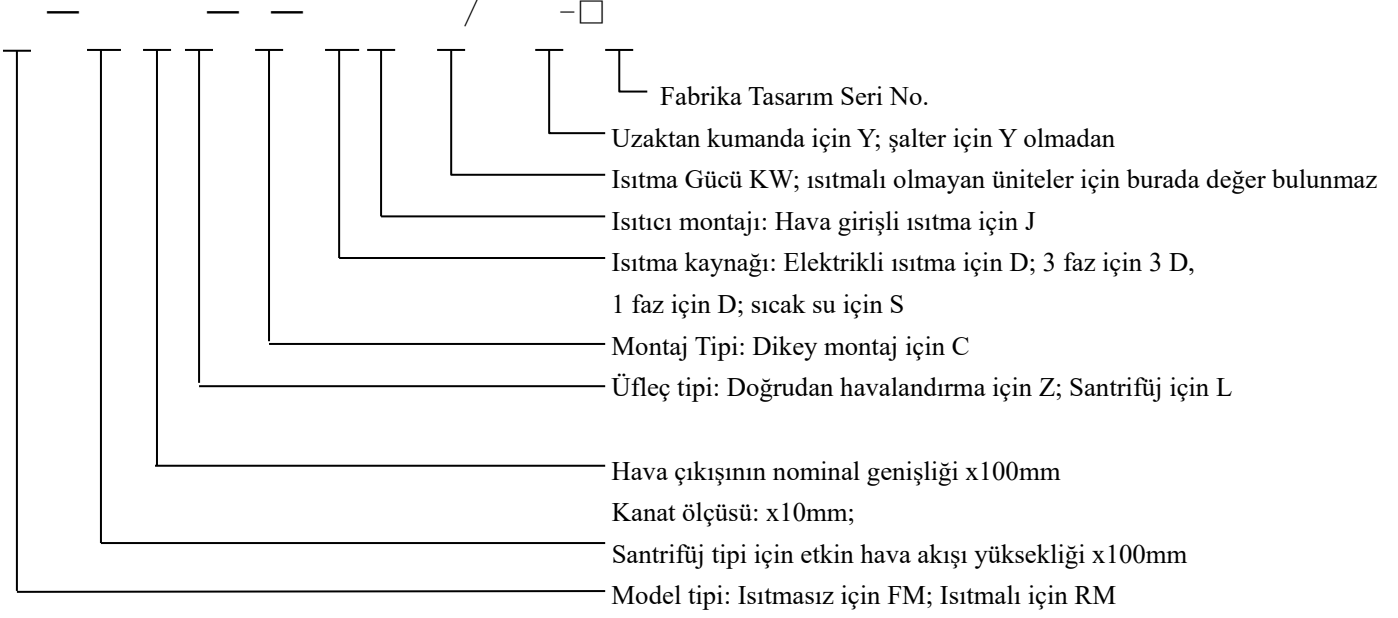 — — — / –□
Fabrika Tasarım Seri No.
Uzaktan kumanda için Y; şalter için Y olmadan
Isıtma Gücü KW; ısıtmalı olmayan üniteler için burada değer bulunmaz
Isıtıcı montajı: Hava girişli ısıtma için J
Isıtma kaynağı: Elektrikli ısıtma için D; 3 faz için 3 D,
1 faz için D; sıcak su için S
Montaj Tipi: Dikey montaj için C
Üfleç tipi: Doğrudan havalandırma için Z; Santrifüj için L
Hava çıkışının nominal genişliği x100mm
Kanat ölçüsü: x10mm;
Santrifüj tipi için etkin hava akışı yüksekliği x100mm
Model tipi: Isıtmasız için FM; Isıtmalı için RM